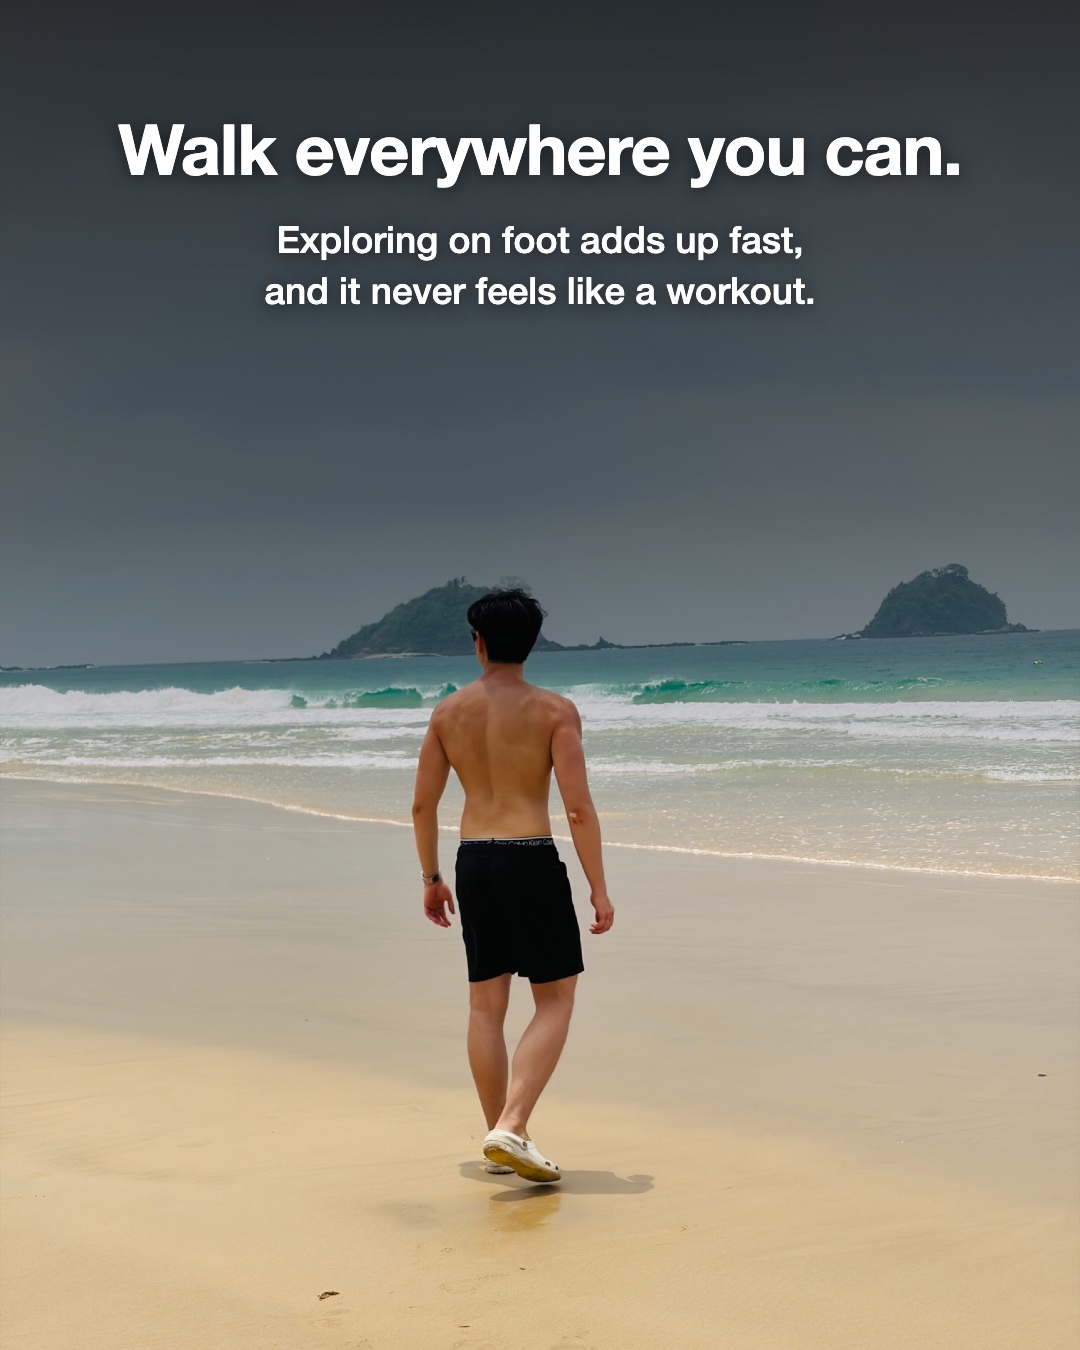 Walk everywhere you can.
Exploring on foot adds up fast,
and it never feels like a workout.